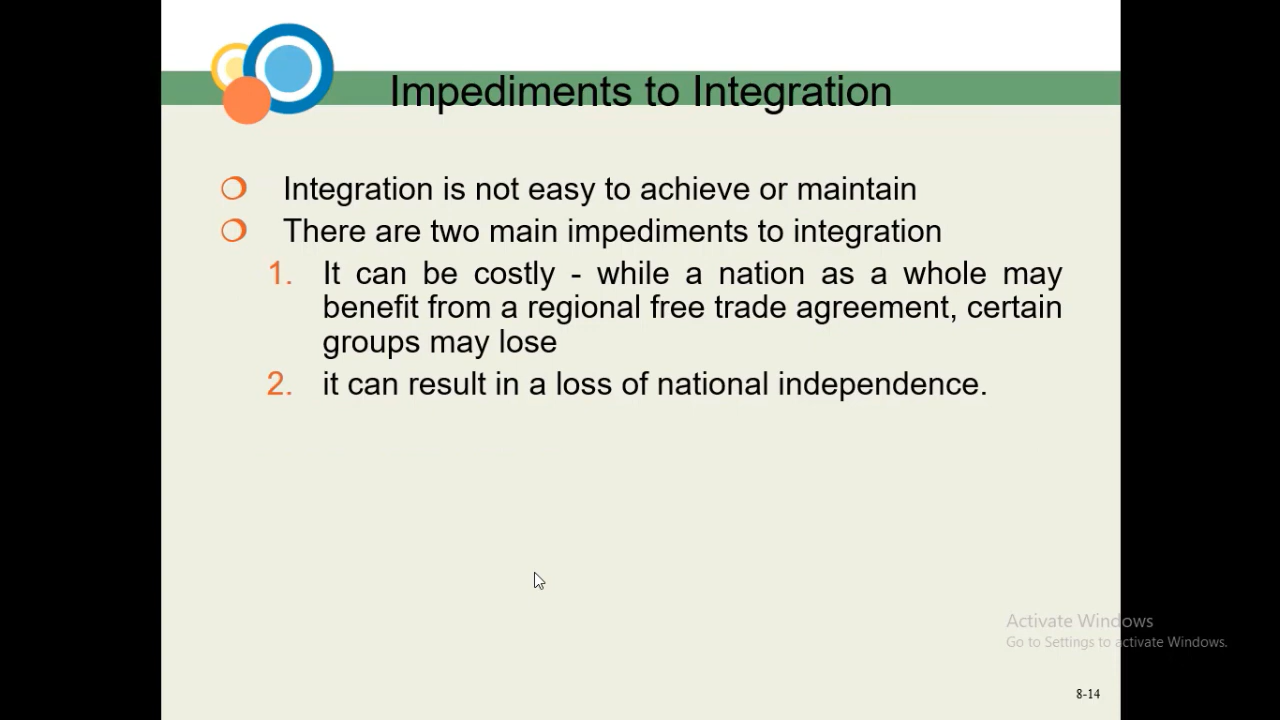 Impediments to Integration
Integration is not easy to achieve or maintain
There are two main impediments to integration
1. It can be costly - while a nation as a whole may
benefit from a regional free trade agreement, certain
groups may lose
2. it can result in a loss of national independence.
Activate Windows
Go to Settings to activate Windows.
8-14